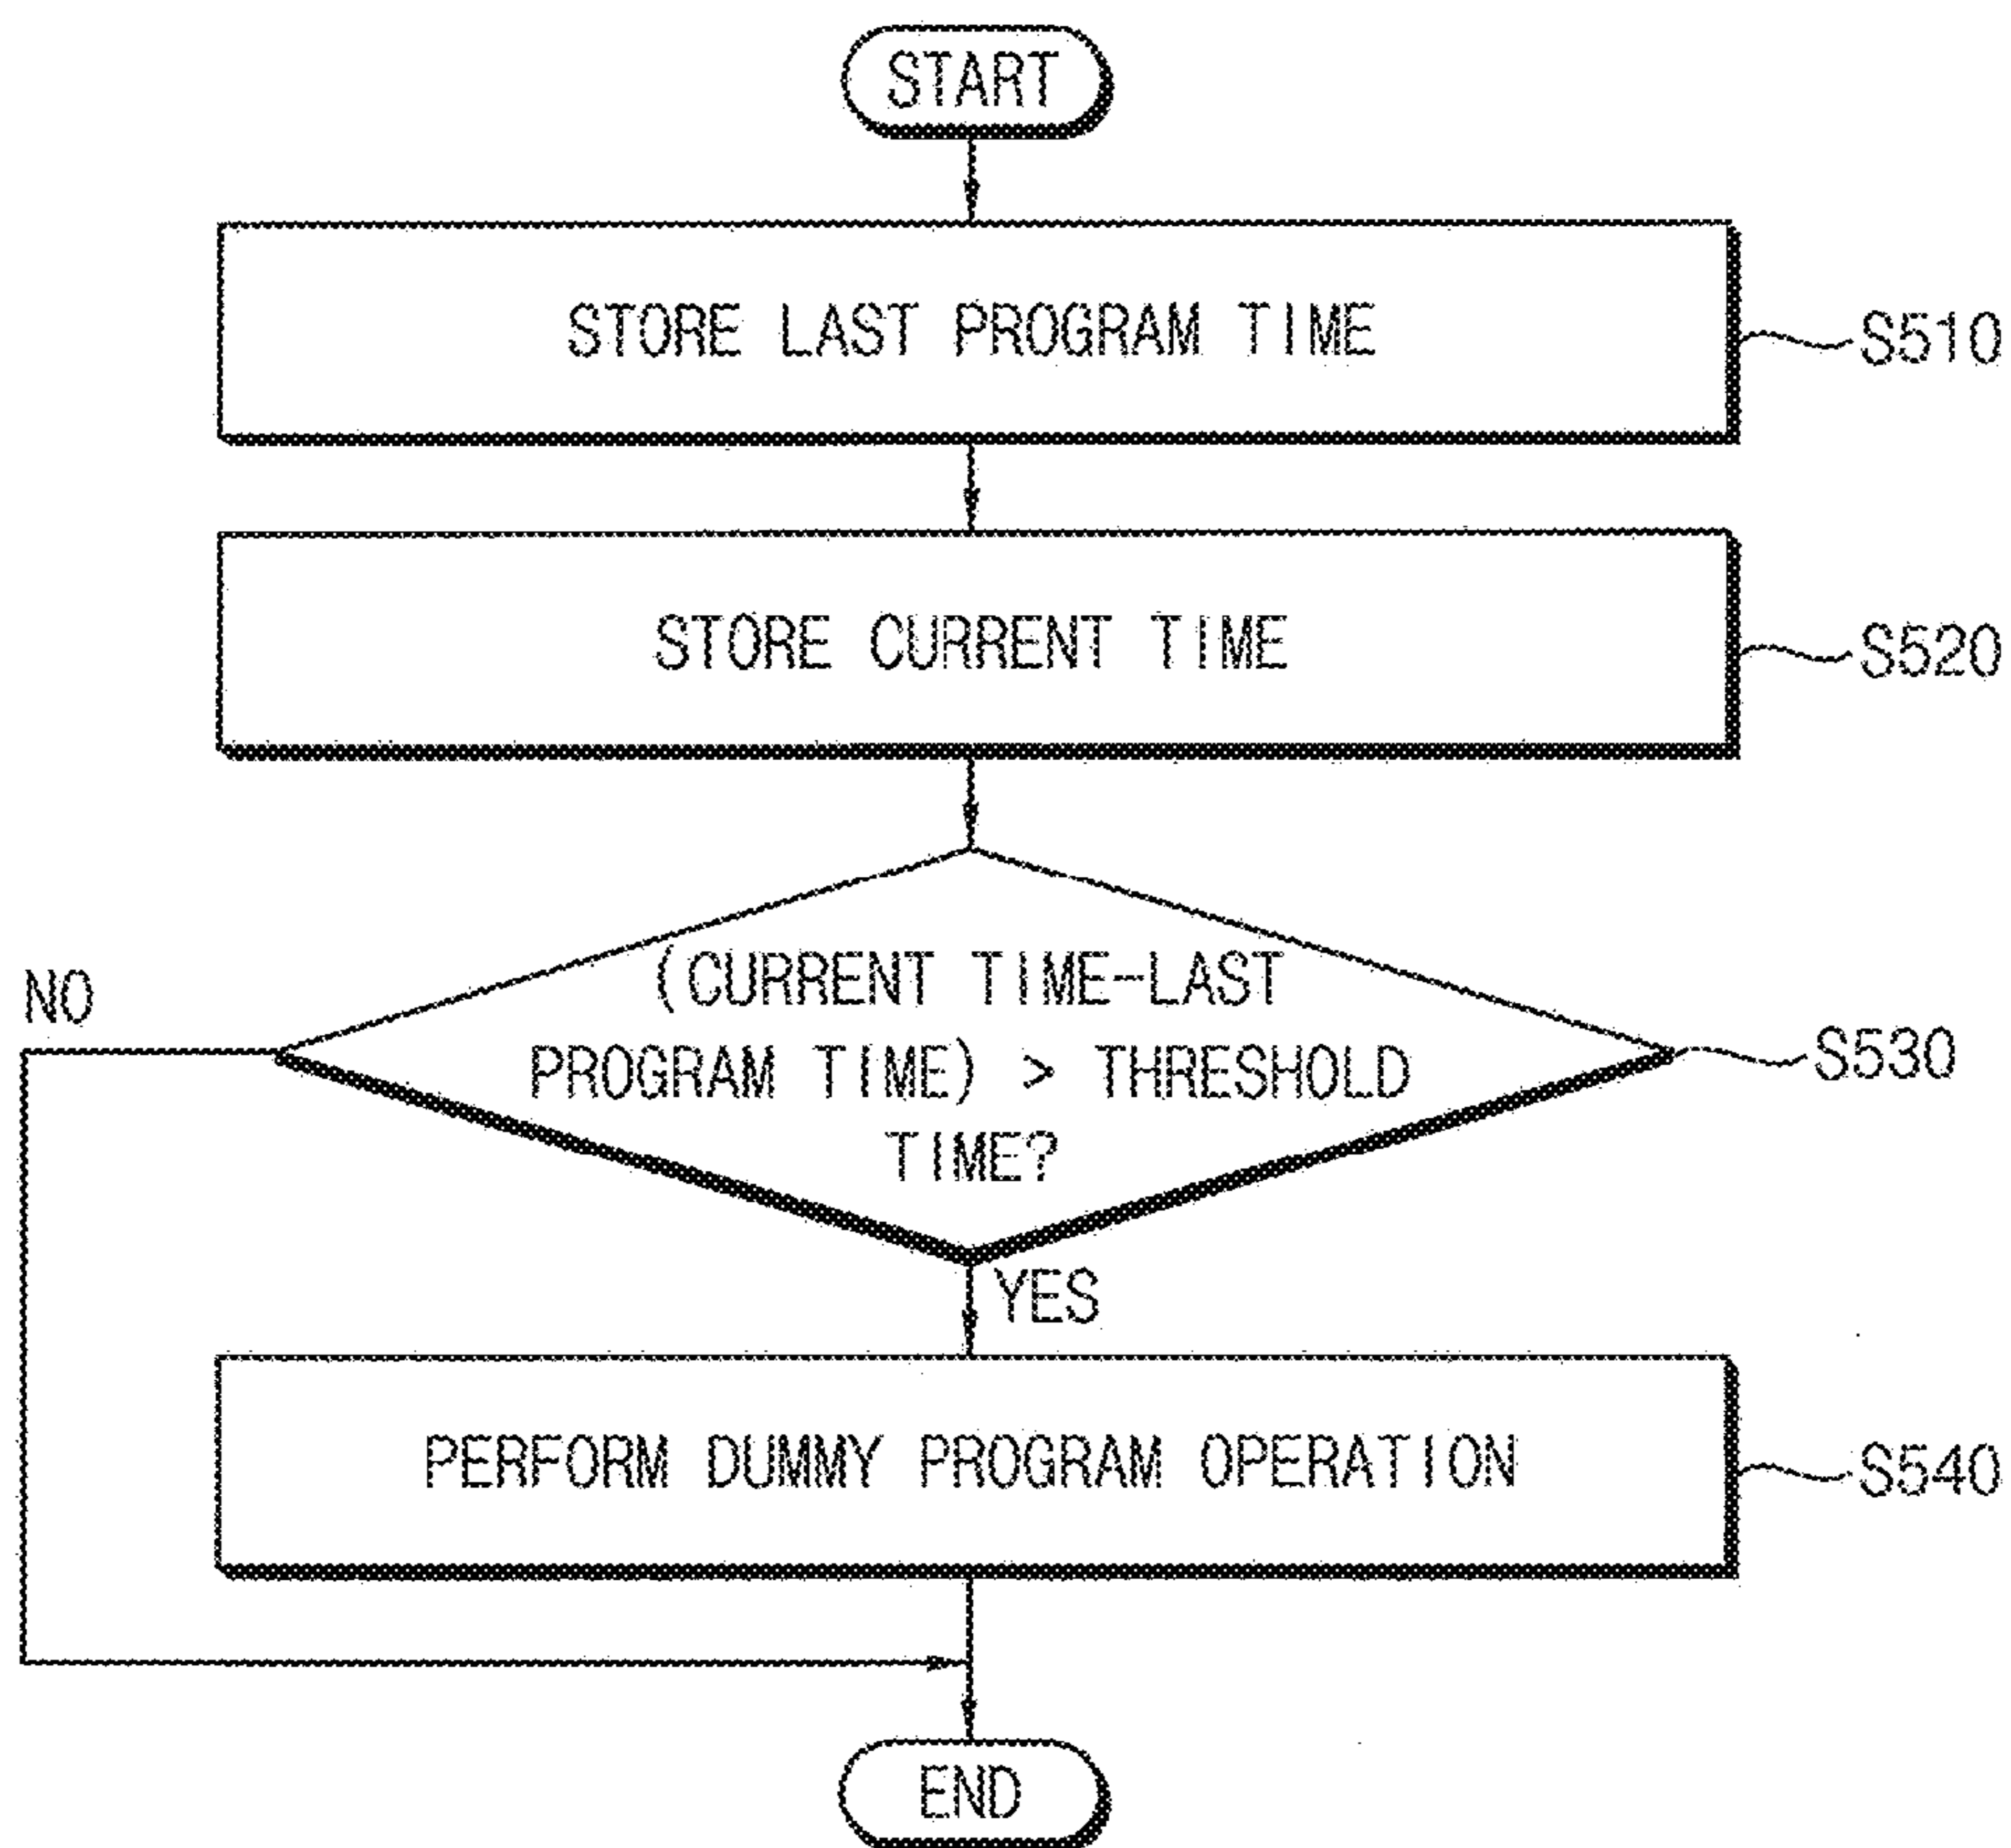 START
STORE LAST PROGRAM TIME
S510
STORE CURRENT TIME
S520
(CURRENT TIME-LAST
PROGRAM TIME) > THRESHOLD
TIME?
S530
NO
YES
PERFORM DUMMY PROGRAM OPERATION
S540
END